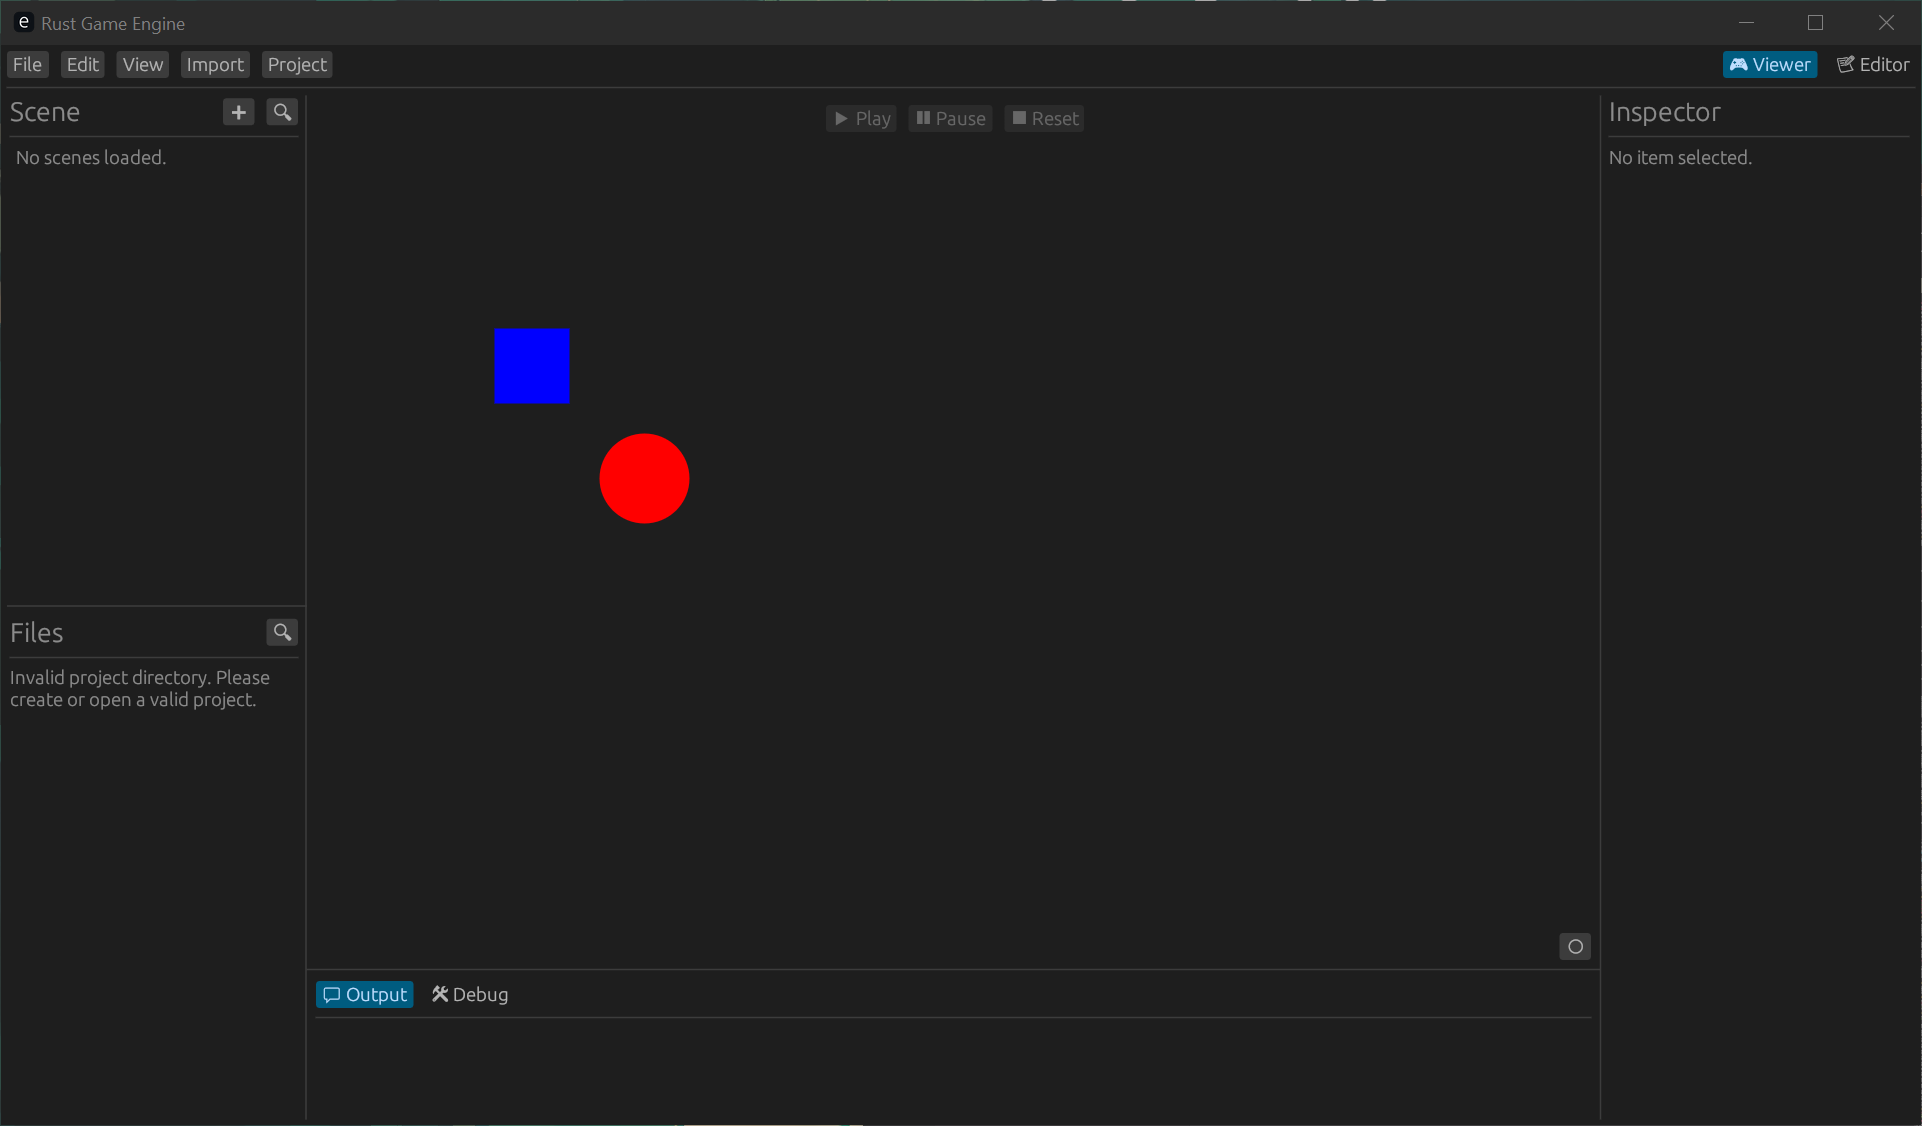 e Rust Game Engine
File Edit View Import Project
Viewer Editor
Scene
No scenes loaded.
Play Pause Reset
Inspector
No item selected.
Files
Invalid project directory. Please
create or open a valid project.
Output Debug